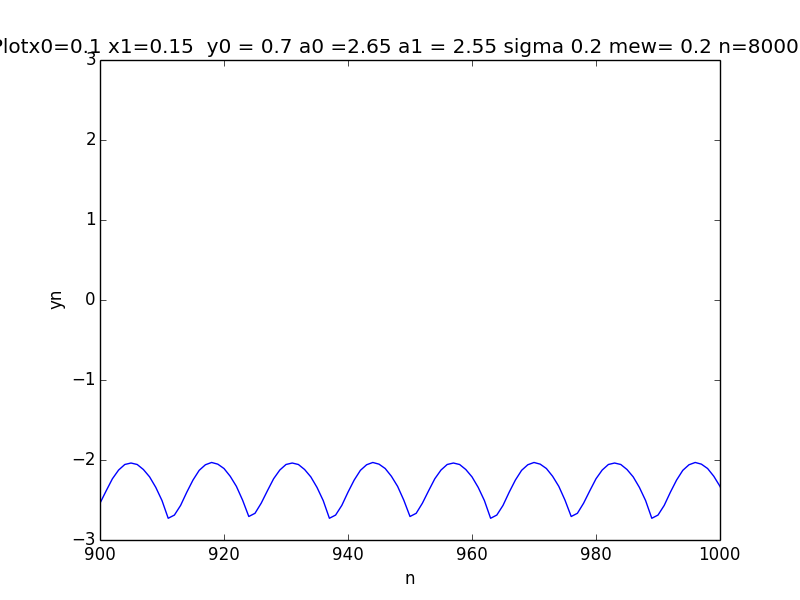 Plotx0=0.1 x1=0.15  y0 = 0.7 a0 =2.65 a1 = 2.55 sigma 0.2 mew= 0.2 n=8000
3
2
1
0
−1
−2
−3
yn
900 920 940 960 980 1000
n